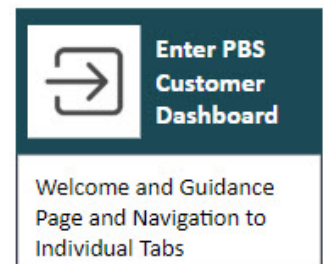 Enter PBS
Customer
Dashboard
Welcome and Guidance
Page and Navigation to
Individual Tabs